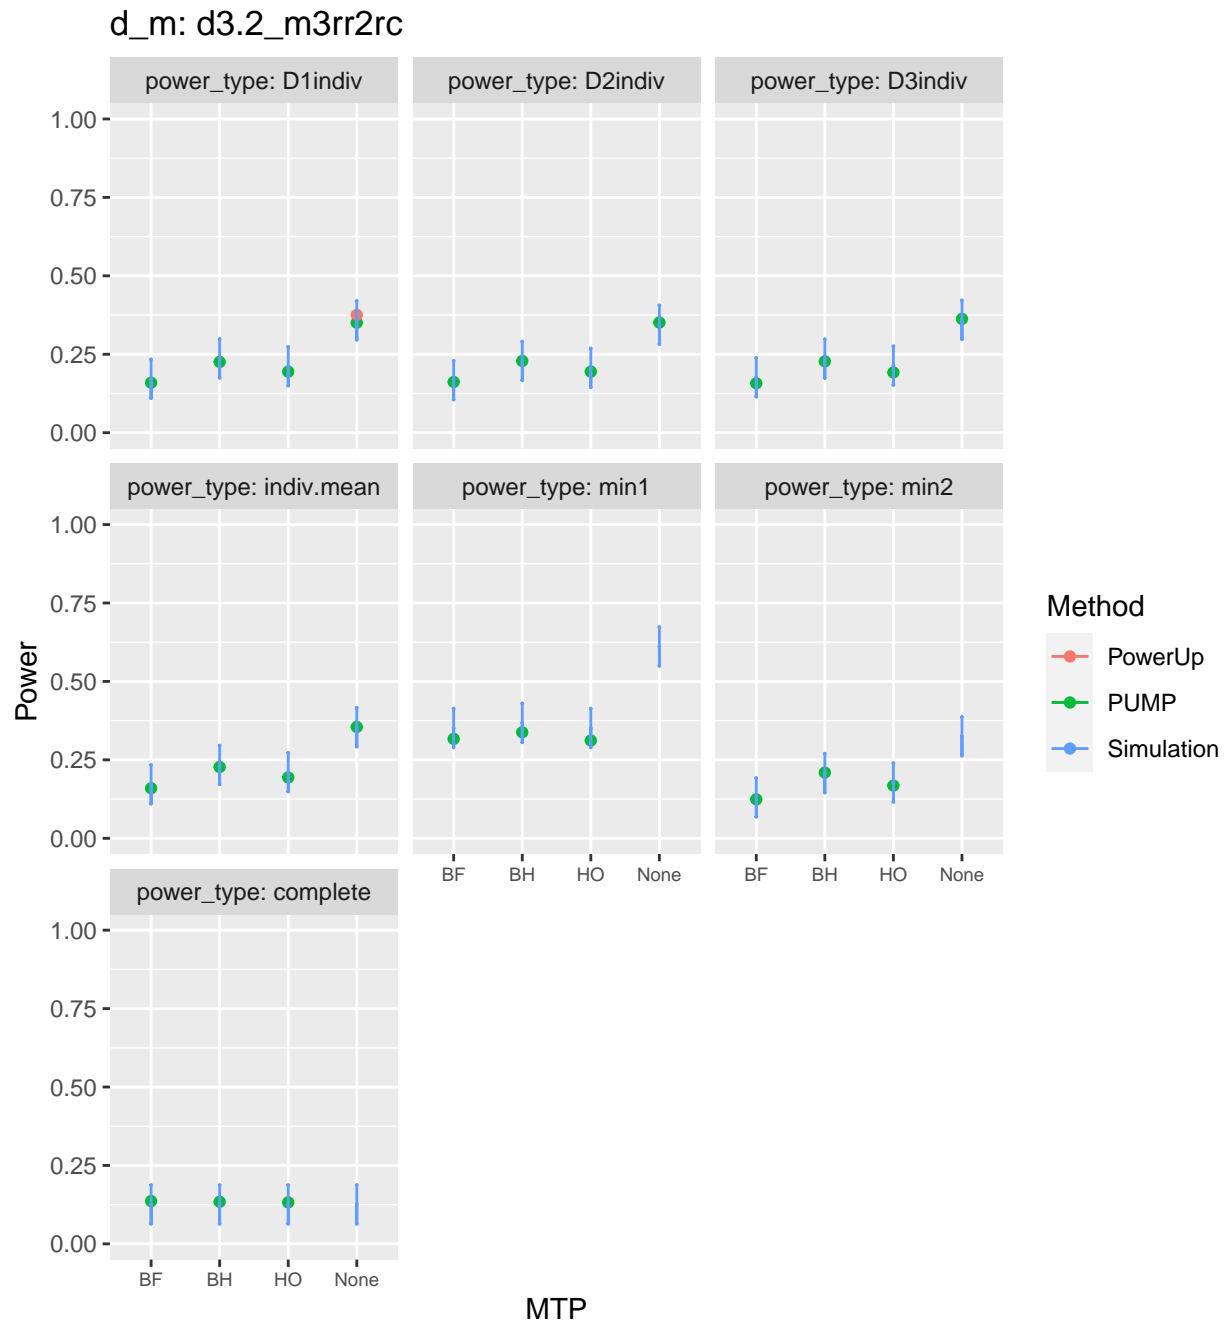 d_m: d3.2_m3rr2rc
power_type: D1indiv
power_type: D2indiv
power_type: D3indiv
1.00
0.75
0.50
0.25
0.00
power_type: indiv.mean
power_type: min1
power_type: min2
1.00
0.75
0.50
0.25
0.00
BF BH HO None
BF BH HO None
power_type: complete
1.00
0.75
0.50
0.25
0.00
BF BH HO None
MTP
Power
Method
PowerUp
PUMP
Simulation